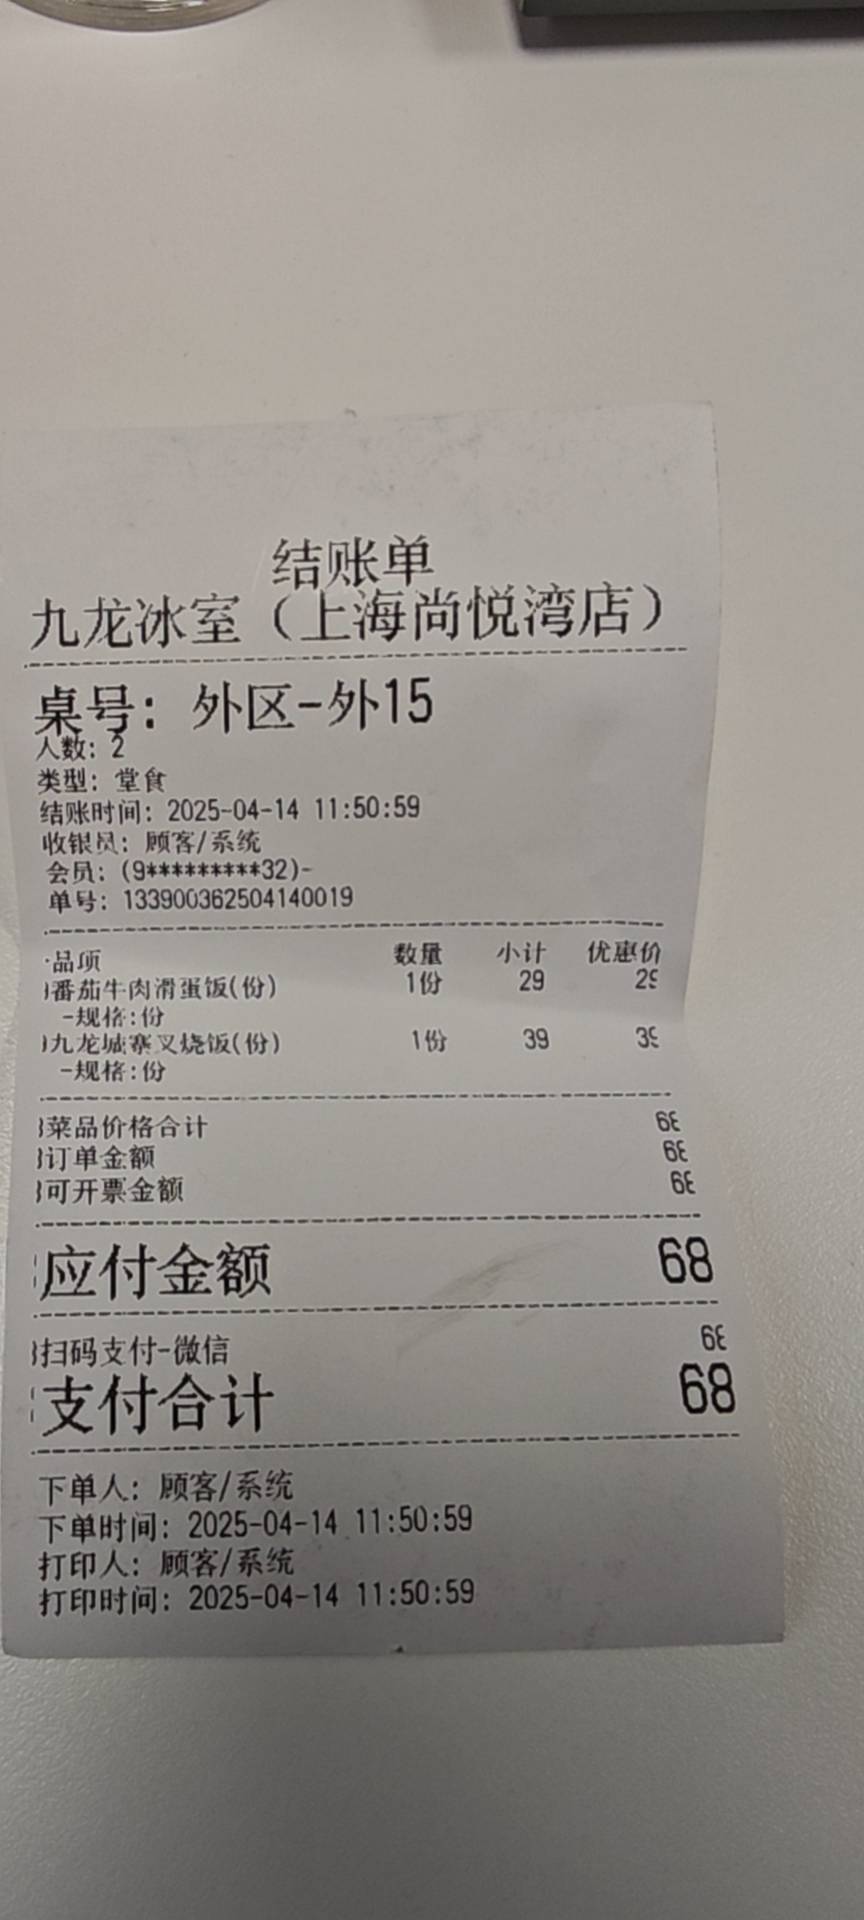 结账单
九龙冰室（上海尚悦湾店）
桌号：外区-外15
人数：2
类型：堂食
结账时间：2025-04-14 11:50:59
收银员：顾客/系统
会员：(9*********32)-
单号：133900362504140019
品项 数量 小计 优惠价
番茄牛肉滑蛋饭(份) 1份 29 29
-规格:份
九龙城寨叉烧饭(份) 1份 39 39
-规格:份
菜品价格合计 68
订单金额 68
可开票金额 68
应付金额 68
扫码支付-微信 68
支付合计 68
下单人：顾客/系统
下单时间：2025-04-14 11:50:59
打印人：顾客/系统
打印时间：2025-04-14 11:50:59